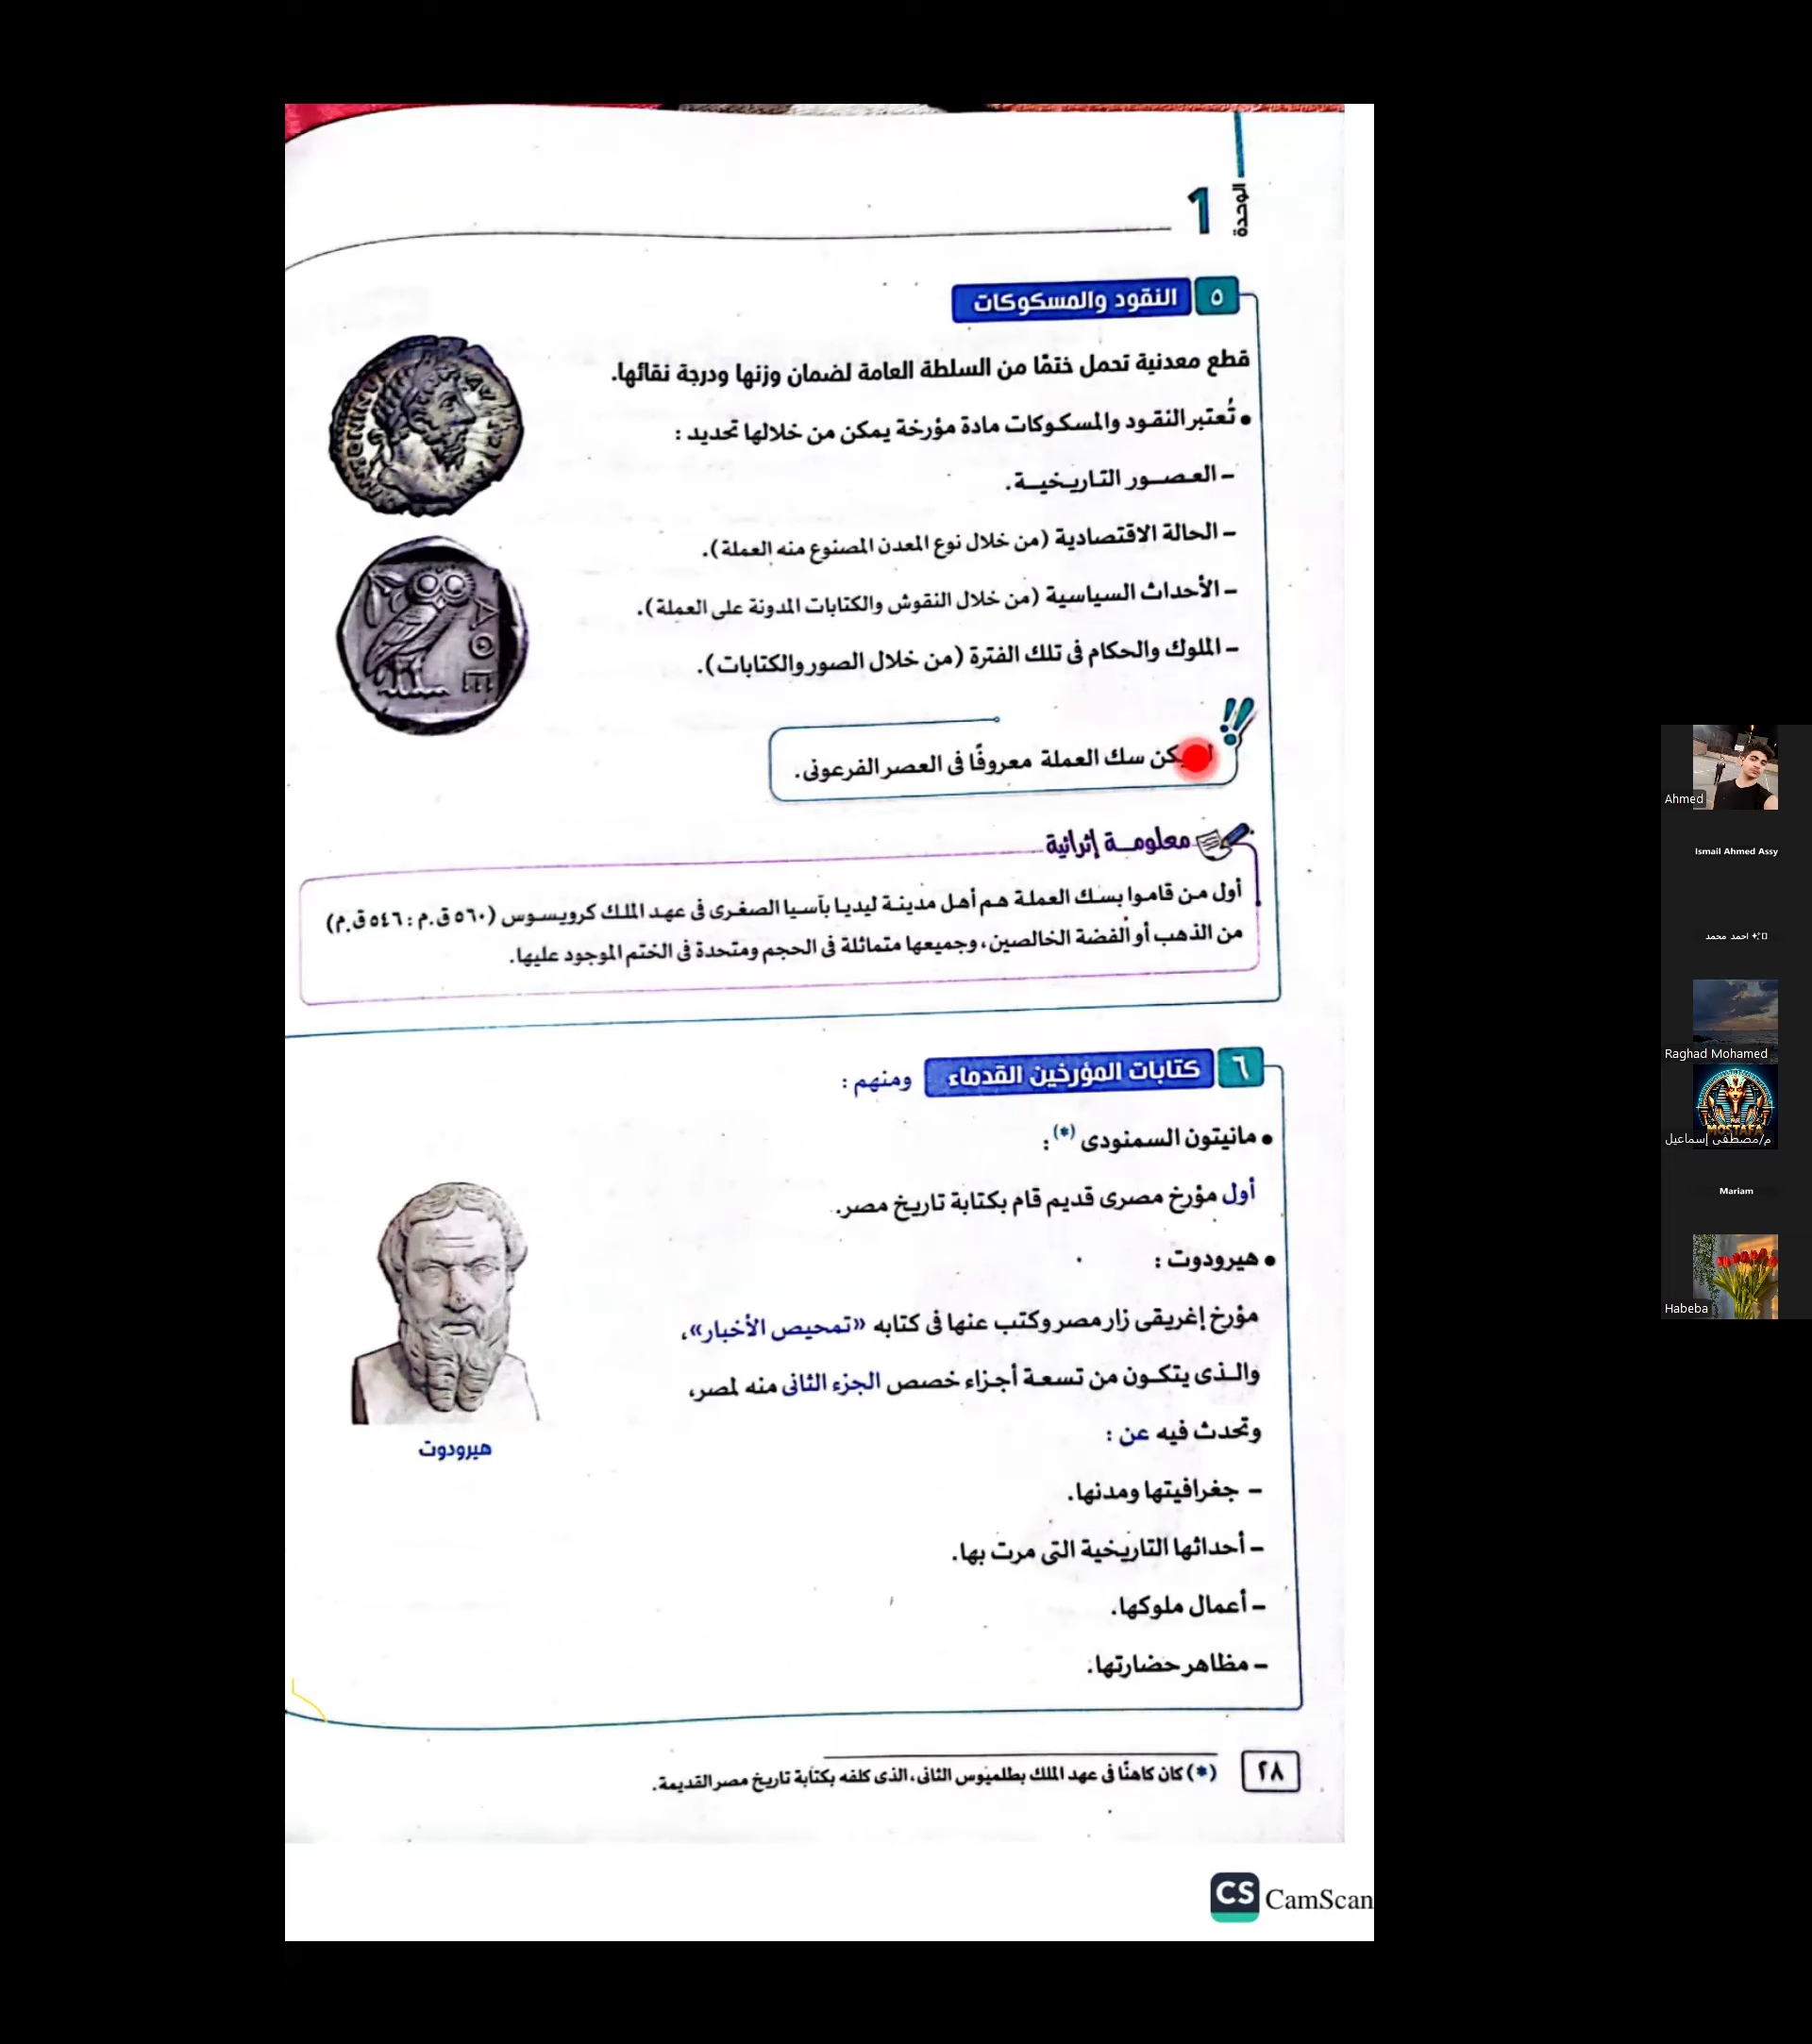 الوحدة
1
٥ النقود والمسكوكات
قطع معدنية تحمل ختمًا من السلطة العامة لضمان وزنها ودرجة نقائها.
• تُعتبر النقود والمسكوكات مادة مؤرخة يمكن من خلالها تحديد :
– العصور التاريخية.
– الحالة الاقتصادية (من خلال نوع المعدن المصنوع منه العملة).
– الأحداث السياسية (من خلال النقوش والكتابات المدونة على العملة).
– الملوك والحكام فى تلك الفترة (من خلال الصور والكتابات).
!!
يكن سك العملة معروفًا فى العصر الفرعونى.
معلومة إثرائية
أول من قاموا بسك العملة هم أهل مدينة ليديا بآسيا الصغرى فى عهد الملك كرويسوس (٥٦٠ ق.م : ٥٤٦ ق.م)
من الذهب أو الفضة الخالصين، وجميعها متماثلة فى الحجم ومتحدة فى الختم الموجود عليها.
٦ كتابات المؤرخين القدماء ومنهم :
• مانيتون السمنودى (*) :
أول مؤرخ مصرى قديم قام بكتابة تاريخ مصر.
• هيرودوت :
مؤرخ إغريقى زار مصر وكتب عنها فى كتابه «تمحيص الأخبار»،
والذى يتكون من تسعة أجزاء خصص الجزء الثانى منه لمصر،
وتحدث فيه عن :
– جغرافيتها ومدنها.
– أحداثها التاريخية التى مرت بها.
– أعمال ملوكها.
– مظاهر حضارتها.
هيرودوت
(*) كان كاهنًا فى عهد الملك بطلميوس الثانى، الذى كلفه بكتابة تاريخ مصر القديمة.
٢٨
CS CamScan
Ahmed
Ismail Ahmed Assy
احمد محمد
Raghad Mohamed
MOSTAFA
م/مصطفى إسماعيل
Mariam
Habeba